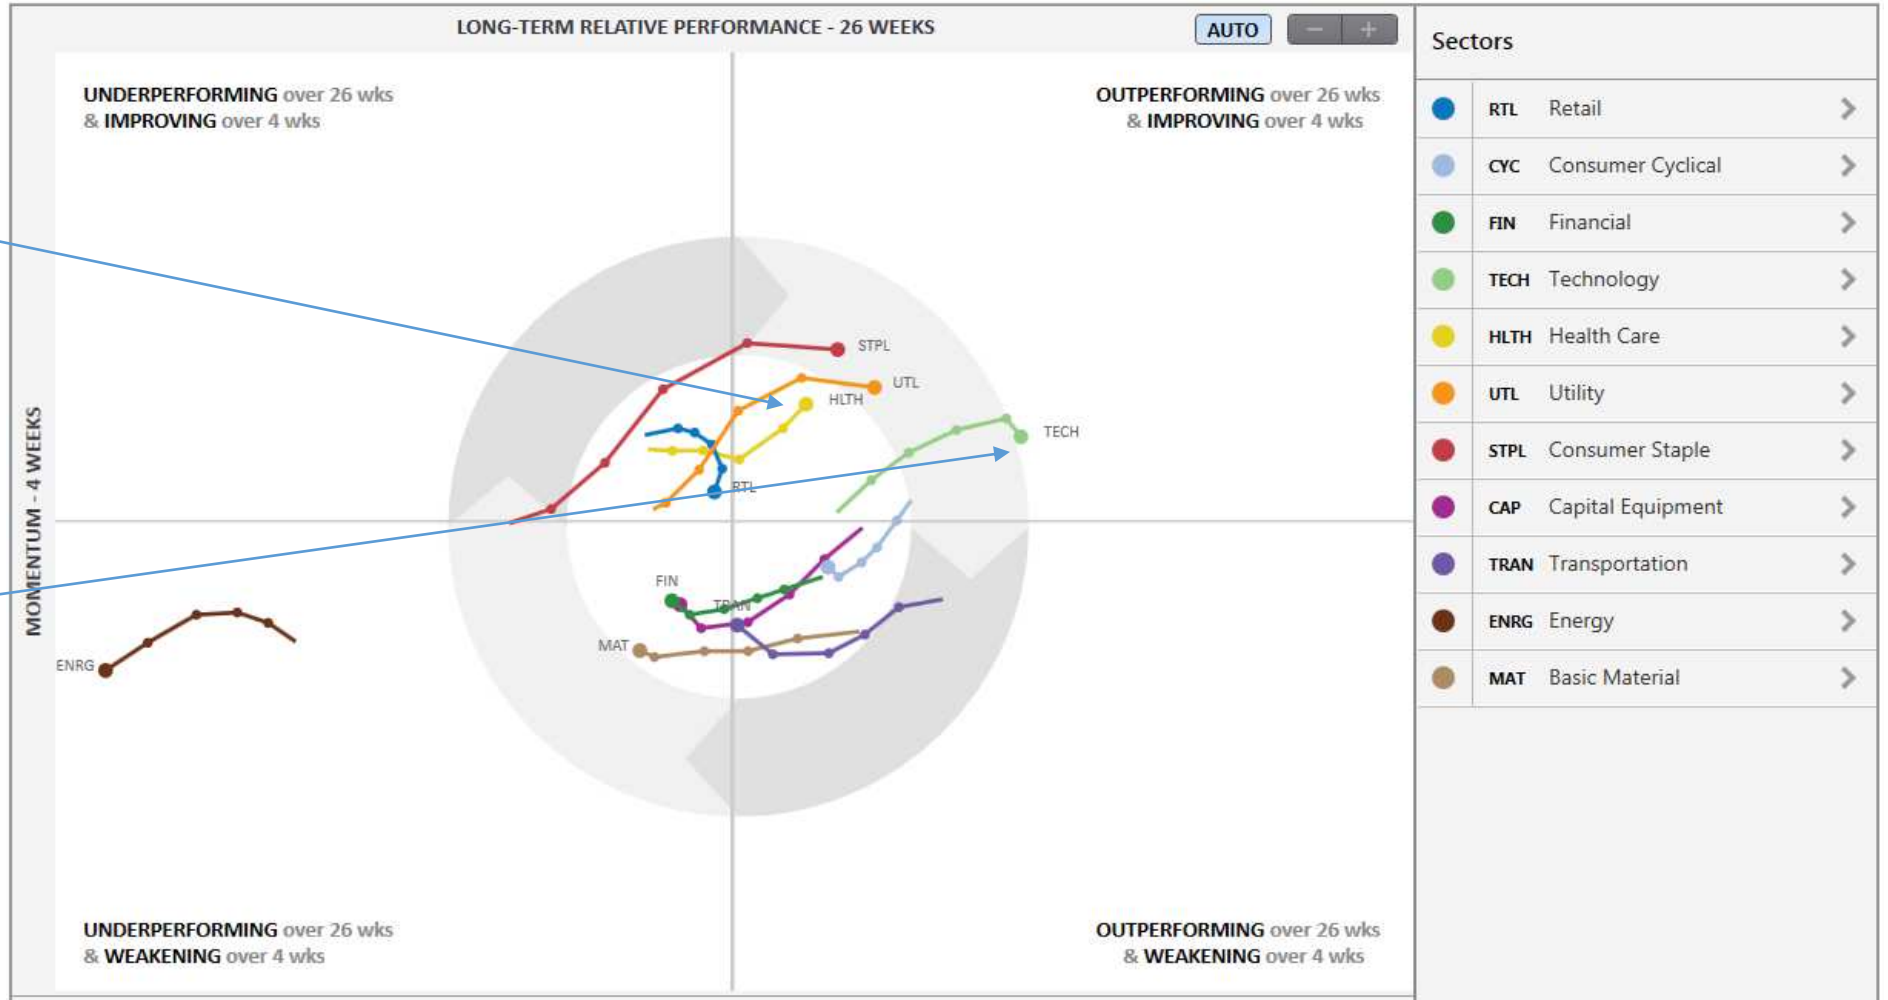 LONG-TERM RELATIVE PERFORMANCE - 26 WEEKS
AUTO
− +
UNDERPERFORMING over 26 wks
& IMPROVING over 4 wks
OUTPERFORMING over 26 wks
& IMPROVING over 4 wks
MOMENTUM - 4 WEEKS
STPL
UTL
HLTH
TECH
RTL
FIN
TRAN
MAT
ENRG
UNDERPERFORMING over 26 wks
& WEAKENING over 4 wks
OUTPERFORMING over 26 wks
& WEAKENING over 4 wks
Sectors
RTL Retail
CYC Consumer Cyclical
FIN Financial
TECH Technology
HLTH Health Care
UTL Utility
STPL Consumer Staple
CAP Capital Equipment
TRAN Transportation
ENRG Energy
MAT Basic Material